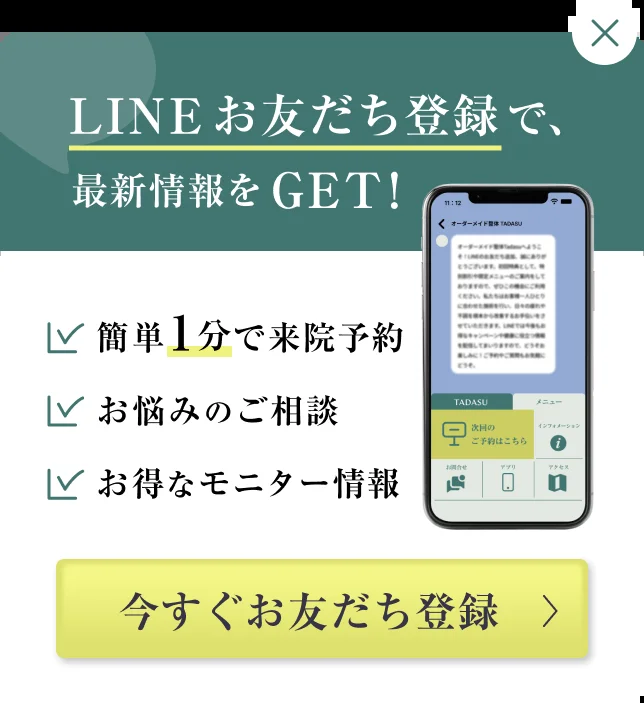 LINEお友だち登録で、
最新情報をGET!
簡単1分で来院予約
お悩みのご相談
お得なモニター情報
11:12
オーダーメイド整体 TADASU
TADASU
メニュー
次回の
ご予約はこちら
インフォメーション
お問合せ
アプリ
アクセス
今すぐお友だち登録